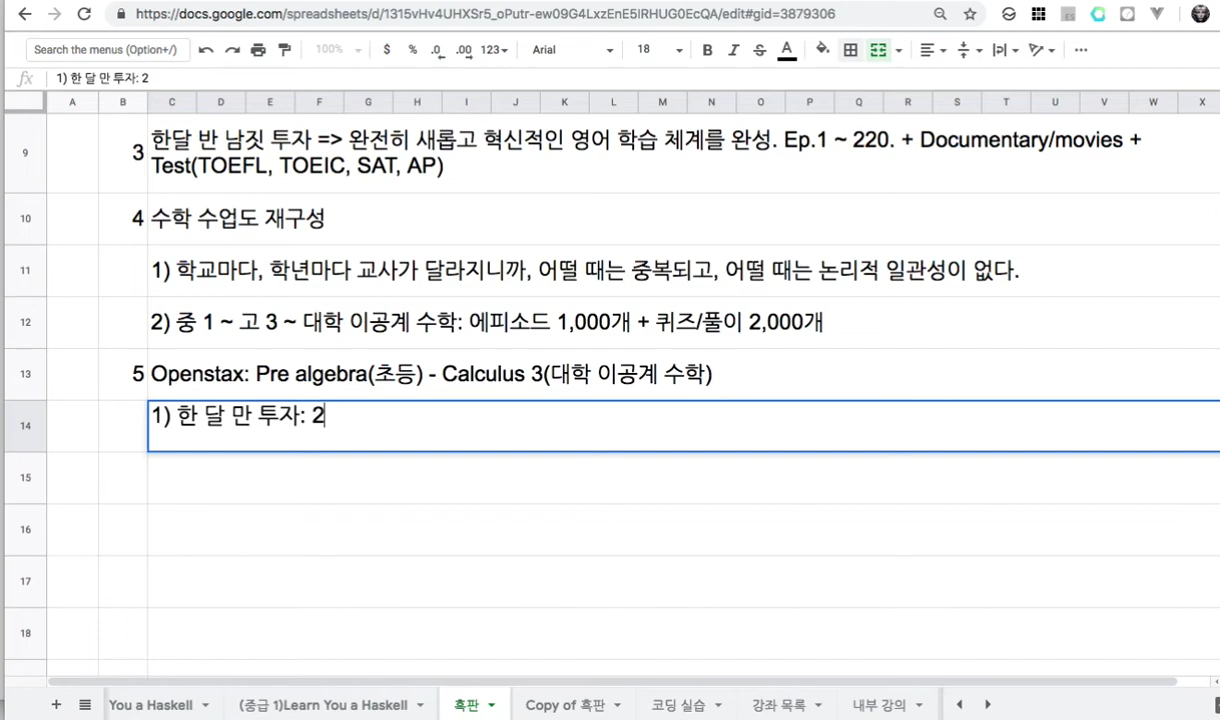 https://docs.google.com/spreadsheets/d/1315vHv4UHXSr5_oPutr-ew09G4LxzEnE5IRHUG0EcQA/edit#gid=3879306
Search the menus (Option+/) 100% $ % .0 .00 123 Arial 18 B I S A
fx 1) 한 달 만 투자: 2
A B C D E F G H I J K L M N O P Q R S T U V W X
9 3 한달 반 남짓 투자 => 완전히 새롭고 혁신적인 영어 학습 체계를 완성. Ep.1 ~ 220. + Documentary/movies +
Test(TOEFL, TOEIC, SAT, AP)
10 4 수학 수업도 재구성
11 1) 학교마다, 학년마다 교사가 달라지니까, 어떨 때는 중복되고, 어떨 때는 논리적 일관성이 없다.
12 2) 중 1 ~ 고 3 ~ 대학 이공계 수학: 에피소드 1,000개 + 퀴즈/풀이 2,000개
13 5 Openstax: Pre algebra(초등) - Calculus 3(대학 이공계 수학)
14 1) 한 달 만 투자: 2
15
16
17
18
You a Haskell (중급 1)Learn You a Haskell 흑판 Copy of 흑판 코딩 실습 강좌 목록 내부 강의